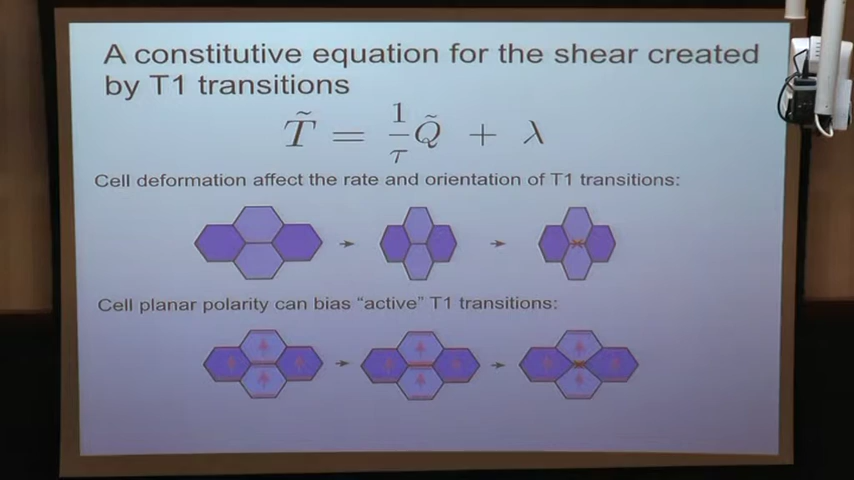 A constitutive equation for the shear created
by T1 transitions
T̃ = 1/τ Q̃ + λ
Cell deformation affect the rate and orientation of T1 transitions:
Cell planar polarity can bias “active” T1 transitions: